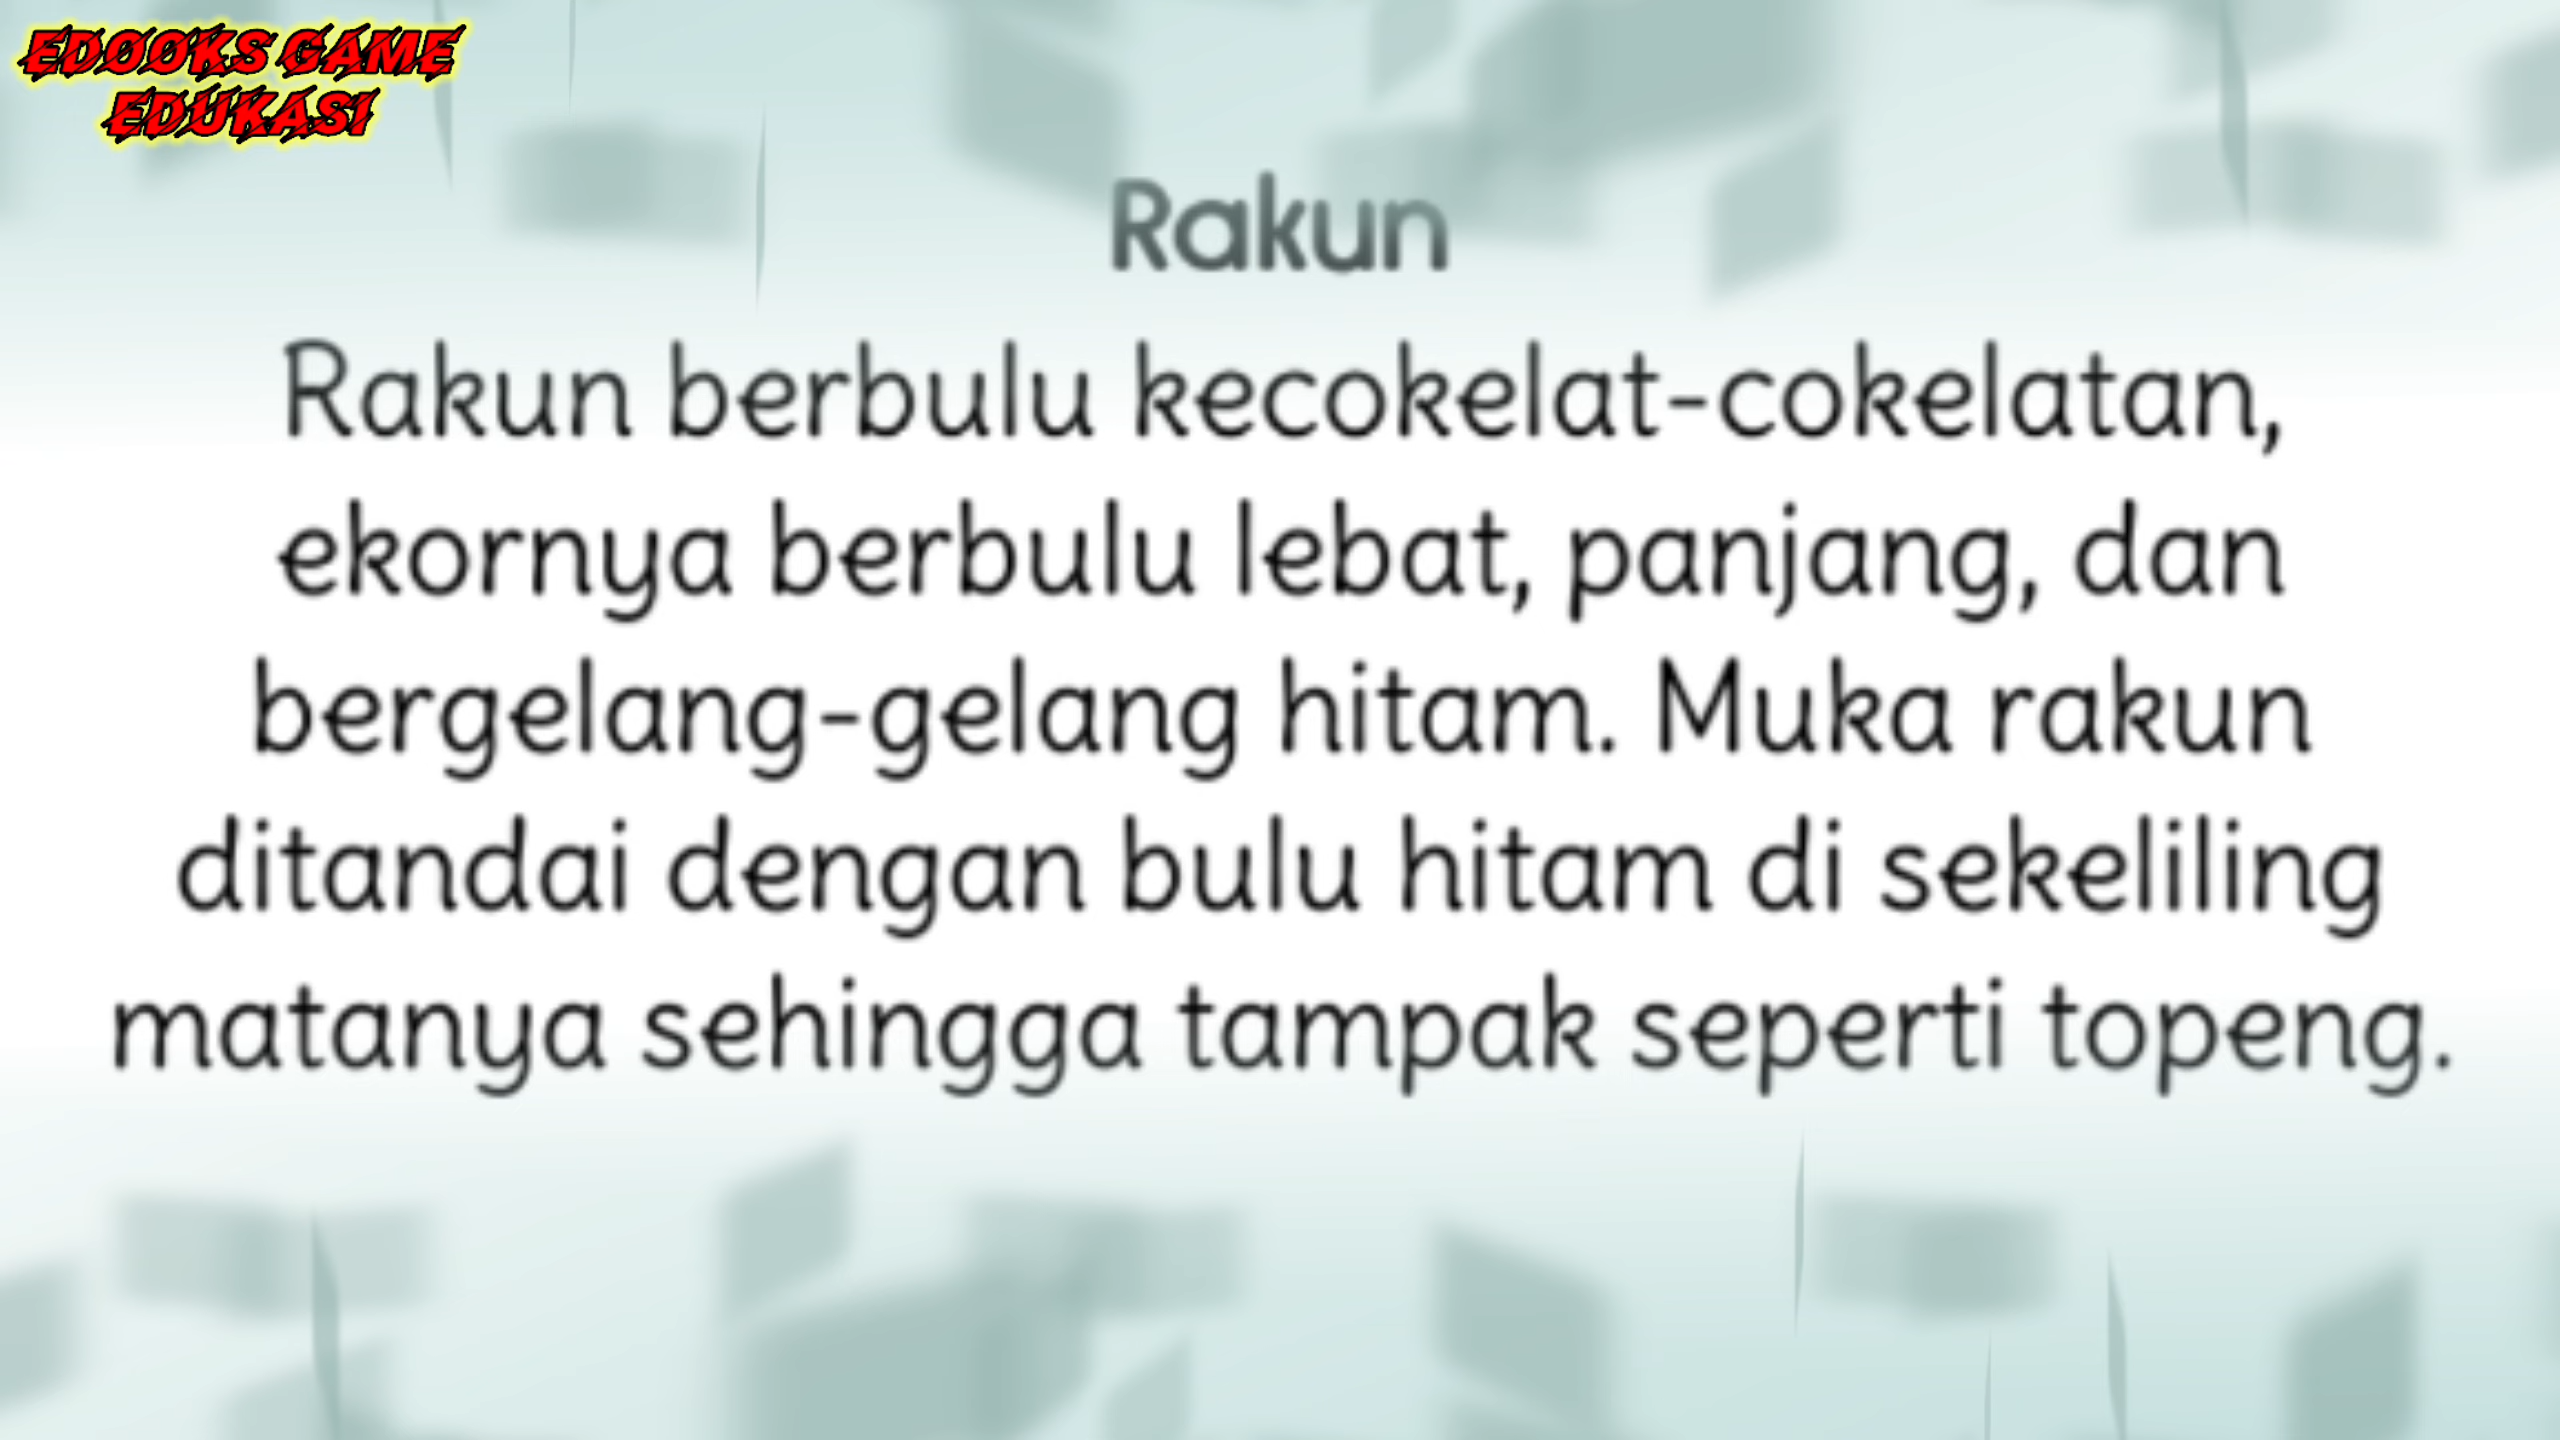 EDOOKS GAME
EDUKASI
Rakun
Rakun berbulu kecokelat-cokelatan,
ekornya berbulu lebat, panjang, dan
bergelang-gelang hitam. Muka rakun
ditandai dengan bulu hitam di sekeliling
matanya sehingga tampak seperti topeng.